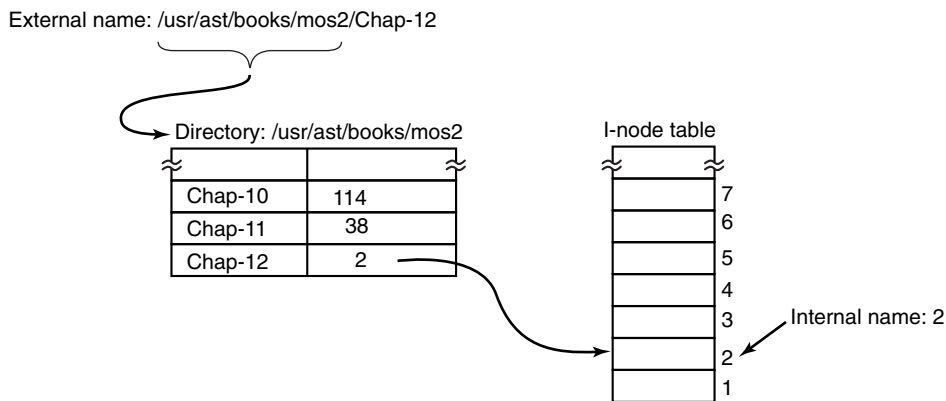 External name: /usr/ast/books/mos2/Chap-12
Directory: /usr/ast/books/mos2
I-node table
Chap-10 114
Chap-11 38
Chap-12 2
7
6
5
4
3
2
1
Internal name: 2